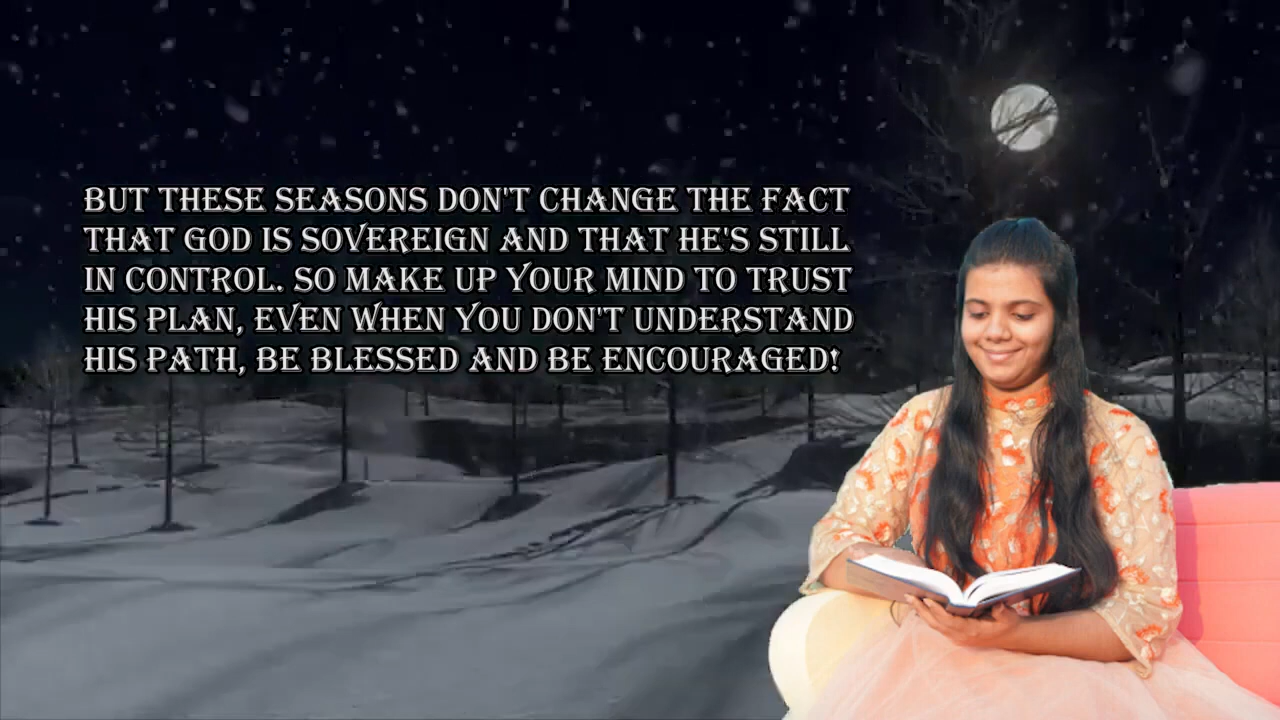 BUT THESE SEASONS DON'T CHANGE THE FACT
THAT GOD IS SOVEREIGN AND THAT HE'S STILL
IN CONTROL. SO MAKE UP YOUR MIND TO TRUST
HIS PLAN, EVEN WHEN YOU DON'T UNDERSTAND
HIS PATH, BE BLESSED AND BE ENCOURAGED!